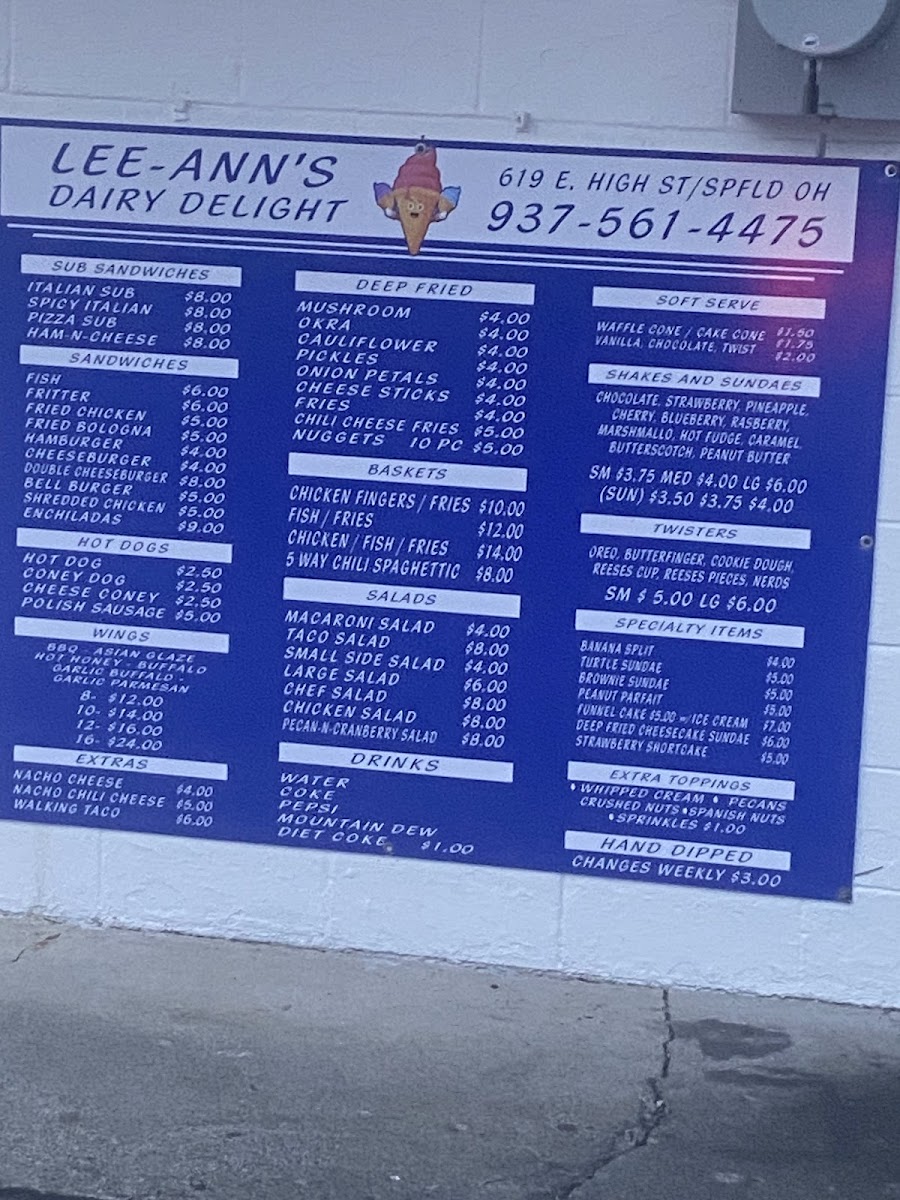 LEE-ANN'S
DAIRY DELIGHT
619 E. HIGH ST/SPFLD OH
937-561-4475
SUB SANDWICHES
ITALIAN SUB $8.00
SPICY ITALIAN $8.00
PIZZA SUB $8.00
HAM-N-CHEESE $8.00
SANDWICHES
FISH $6.00
FRITTER $6.00
FRIED CHICKEN $5.00
FRIED BOLOGNA $5.00
HAMBURGER $4.00
CHEESEBURGER $4.00
DOUBLE CHEESEBURGER $8.00
BELL BURGER $5.00
SHREDDED CHICKEN $5.00
ENCHILADAS $9.00
HOT DOGS
HOT DOG $2.50
CONEY DOG $2.50
CHEESE CONEY $2.50
POLISH SAUSAGE $5.00
WINGS
BBQ - ASIAN GLAZE
HOT HONEY - BUFFALO
GARLIC BUFFALO -
GARLIC PARMESAN
8- $12.00
10- $14.00
12- $16.00
16- $24.00
EXTRAS
NACHO CHEESE $4.00
NACHO CHILI CHEESE $5.00
WALKING TACO $6.00
DEEP FRIED
MUSHROOM $4.00
OKRA $4.00
CAULIFLOWER $4.00
PICKLES $4.00
ONION PETALS $4.00
CHEESE STICKS $4.00
FRIES $4.00
CHILI CHEESE FRIES $5.00
NUGGETS 10 PC $5.00
BASKETS
CHICKEN FINGERS / FRIES $10.00
FISH / FRIES $12.00
CHICKEN / FISH / FRIES $14.00
5 WAY CHILI SPAGHETTIC $8.00
SALADS
MACARONI SALAD $4.00
TACO SALAD $8.00
SMALL SIDE SALAD $4.00
LARGE SALAD $6.00
CHEF SALAD $8.00
CHICKEN SALAD $8.00
PECAN-N-CRANBERRY SALAD $8.00
DRINKS
WATER
COKE
PEPSI
MOUNTAIN DEW
DIET COKE $1.00
SOFT SERVE
WAFFLE CONE / CAKE CONE $1.50
VANILLA, CHOCOLATE, TWIST $1.75
$2.00
SHAKES AND SUNDAES
CHOCOLATE, STRAWBERRY, PINEAPPLE,
CHERRY, BLUEBERRY, RASBERRY,
MARSHMALLO, HOT FUDGE, CARAMEL
BUTTERSCOTCH, PEANUT BUTTER
SM $3.75 MED $4.00 LG $6.00
(SUN) $3.50 $3.75 $4.00
TWISTERS
OREO, BUTTERFINGER, COOKIE DOUGH,
REESES CUP, REESES PIECES, NERDS
SM $ 5.00 LG $6.00
SPECIALTY ITEMS
BANANA SPLIT $4.00
TURTLE SUNDAE $5.00
BROWNIE SUNDAE $5.00
PEANUT PARFAIT $5.00
FUNNEL CAKE $5.00 w/ICE CREAM $7.00
DEEP FRIED CHEESECAKE SUNDAE $6.00
STRAWBERRY SHORTCAKE $5.00
EXTRA TOPPINGS
•WHIPPED CREAM • PECANS
CRUSHED NUTS •SPANISH NUTS
•SPRINKLES $1.00
HAND DIPPED
CHANGES WEEKLY $3.00